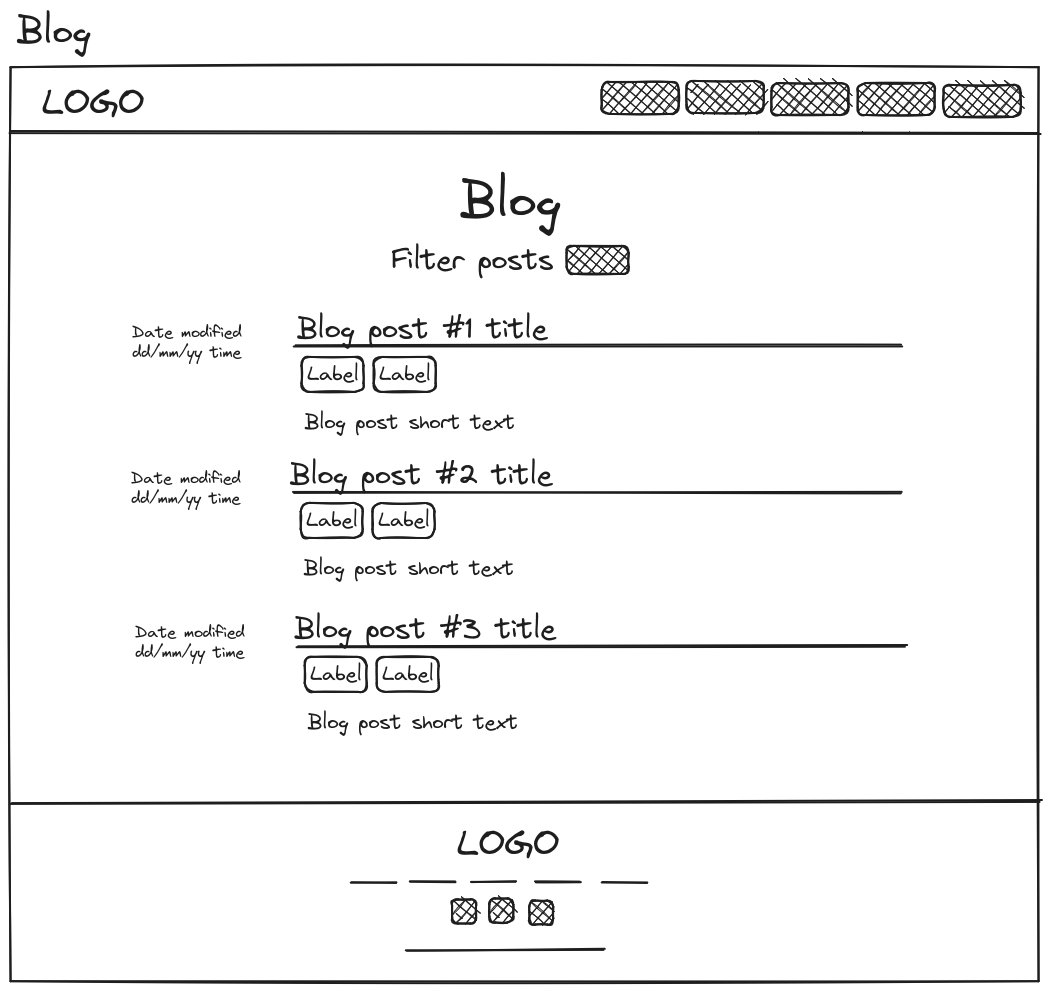 Blog
LOGO
Blog
Filter posts
Date modified
dd/mm/yy time
Blog post #1 title
Label Label
Blog post short text
Date modified
dd/mm/yy time
Blog post #2 title
Label Label
Blog post short text
Date modified
dd/mm/yy time
Blog post #3 title
Label Label
Blog post short text
LOGO